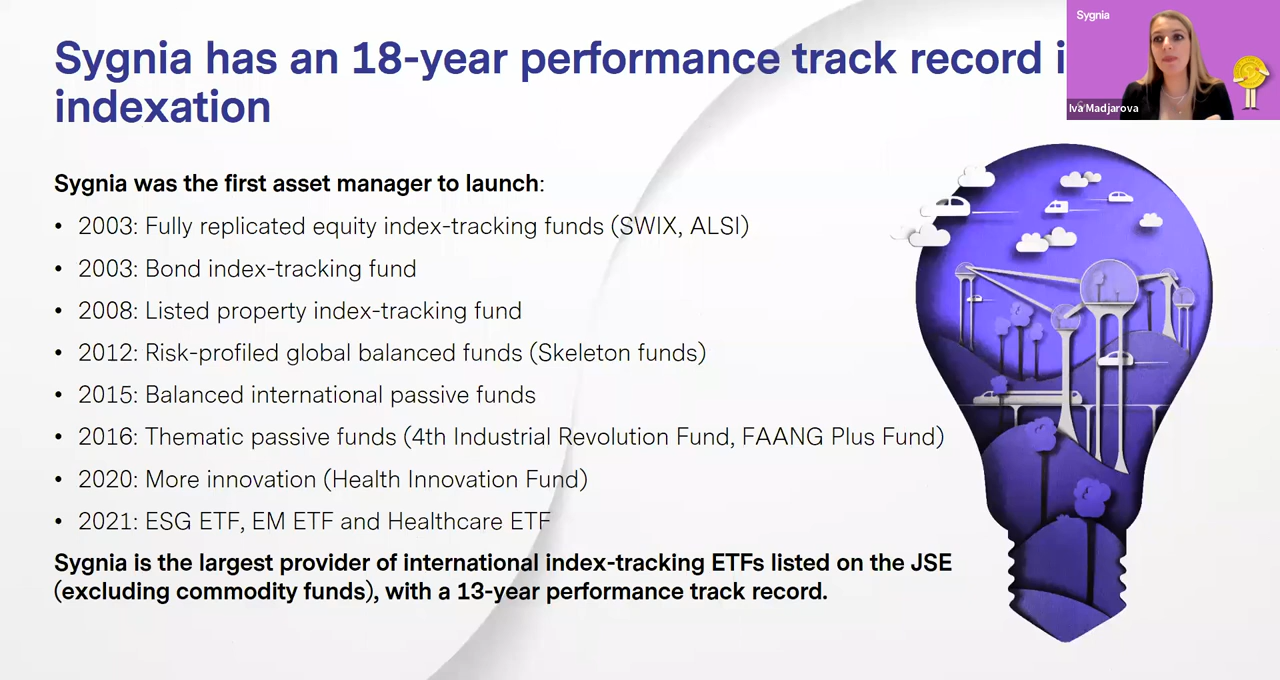 Sygnia has an 18-year performance track record i
indexation
Sygnia
Iva Madjarova
Sygnia was the first asset manager to launch:
• 2003: Fully replicated equity index-tracking funds (SWIX, ALSI)
• 2003: Bond index-tracking fund
• 2008: Listed property index-tracking fund
• 2012: Risk-profiled global balanced funds (Skeleton funds)
• 2015: Balanced international passive funds
• 2016: Thematic passive funds (4th Industrial Revolution Fund, FAANG Plus Fund)
• 2020: More innovation (Health Innovation Fund)
• 2021: ESG ETF, EM ETF and Healthcare ETF
Sygnia is the largest provider of international index-tracking ETFs listed on the JSE
(excluding commodity funds), with a 13-year performance track record.